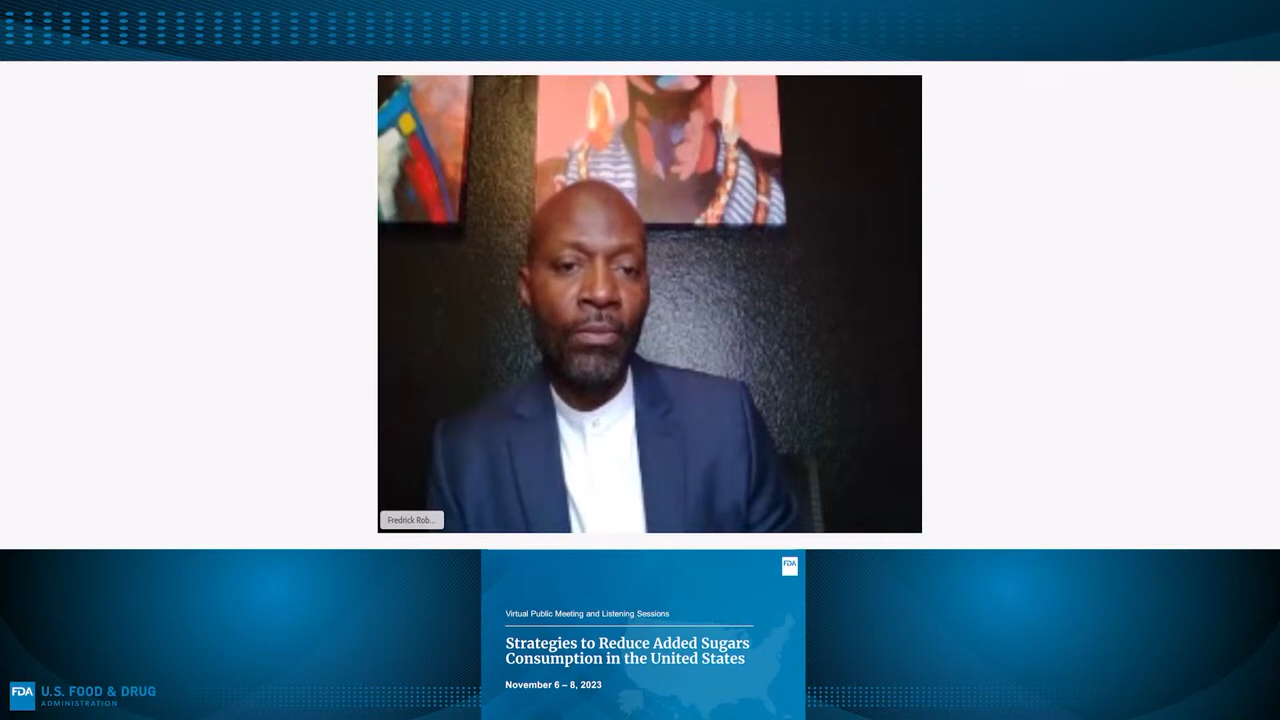 Fredrick Rob...
FDA
Virtual Public Meeting and Listening Sessions
Strategies to Reduce Added Sugars
Consumption in the United States
November 6 – 8, 2023
FDA U.S. FOOD & DRUG
ADMINISTRATION